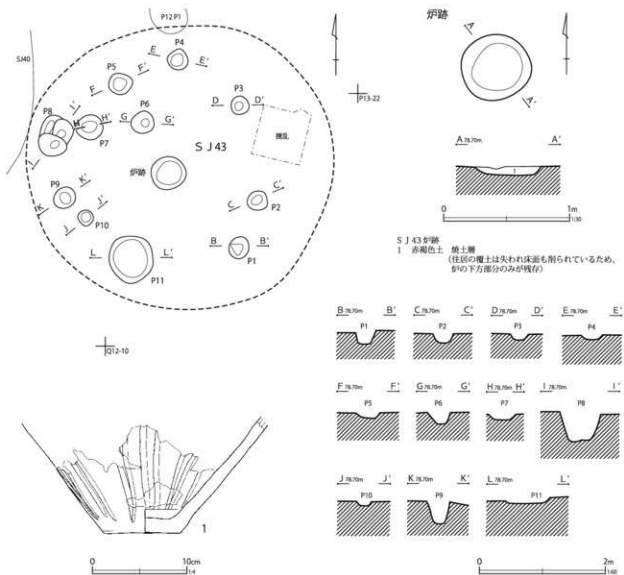 P12 P1
SJ40
E P4 E'
F P5 F'
P3
D D'
P13-22
撹乱
P8
I'
H H'
P7
P6
G G'
I
SJ43
炉跡
P9
K K'
J J'
P10
C C'
P2
L L'
P11
B B'
P1
Q12-10
1
0 10cm
1:4
炉跡
A
A'
A 78.70m A'
1
0 1m
1:30
SJ43炉跡
1 赤褐色土 焼土層
(住居の覆土は失われ床面も削られているため、
炉の下方部分のみが残存)
B 78.70m B' C 78.70m C' D 78.70m D' E 78.70m E'
P1 P2 P3 P4
F 78.70m F' G 78.70m G' H 78.70m H' I 78.70m I'
P5 P6 P7 P8
J 78.70m J' K 78.70m K' L 78.70m L'
P10 P9 P11
0 2m
1:60